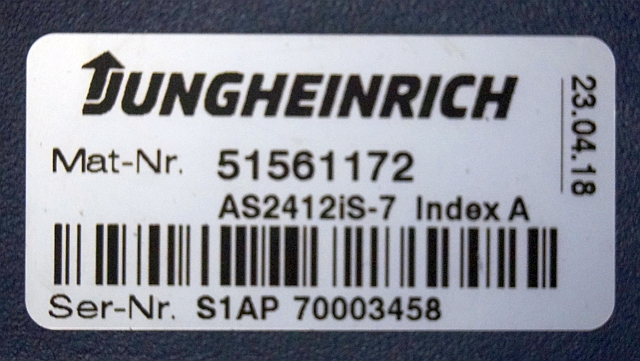 JUNGHEINRICH
23.04.18
Mat-Nr. 51561172
AS2412iS-7 Index A
Ser-Nr. S1AP 70003458